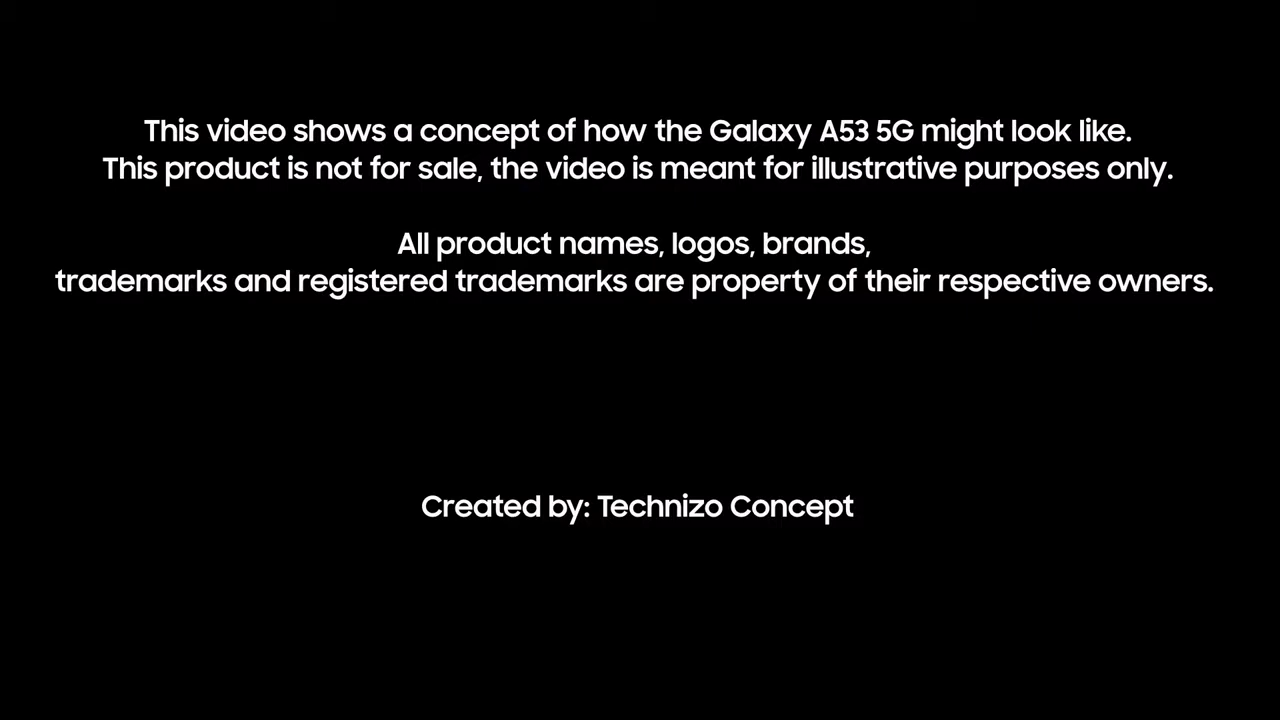 This video shows a concept of how the Galaxy A53 5G might look like.
This product is not for sale, the video is meant for illustrative purposes only.
All product names, logos, brands,
trademarks and registered trademarks are property of their respective owners.
Created by: Technizo Concept